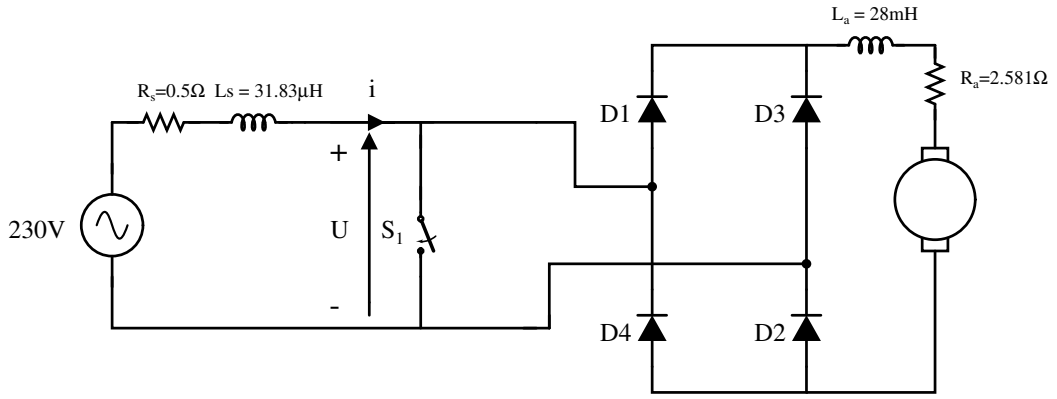 Lₐ = 28mH
Rₛ=0.5Ω Ls = 31.83μH
i
Rₐ=2.581Ω
D1
D3
+
230V
U
S₁
-
D4
D2